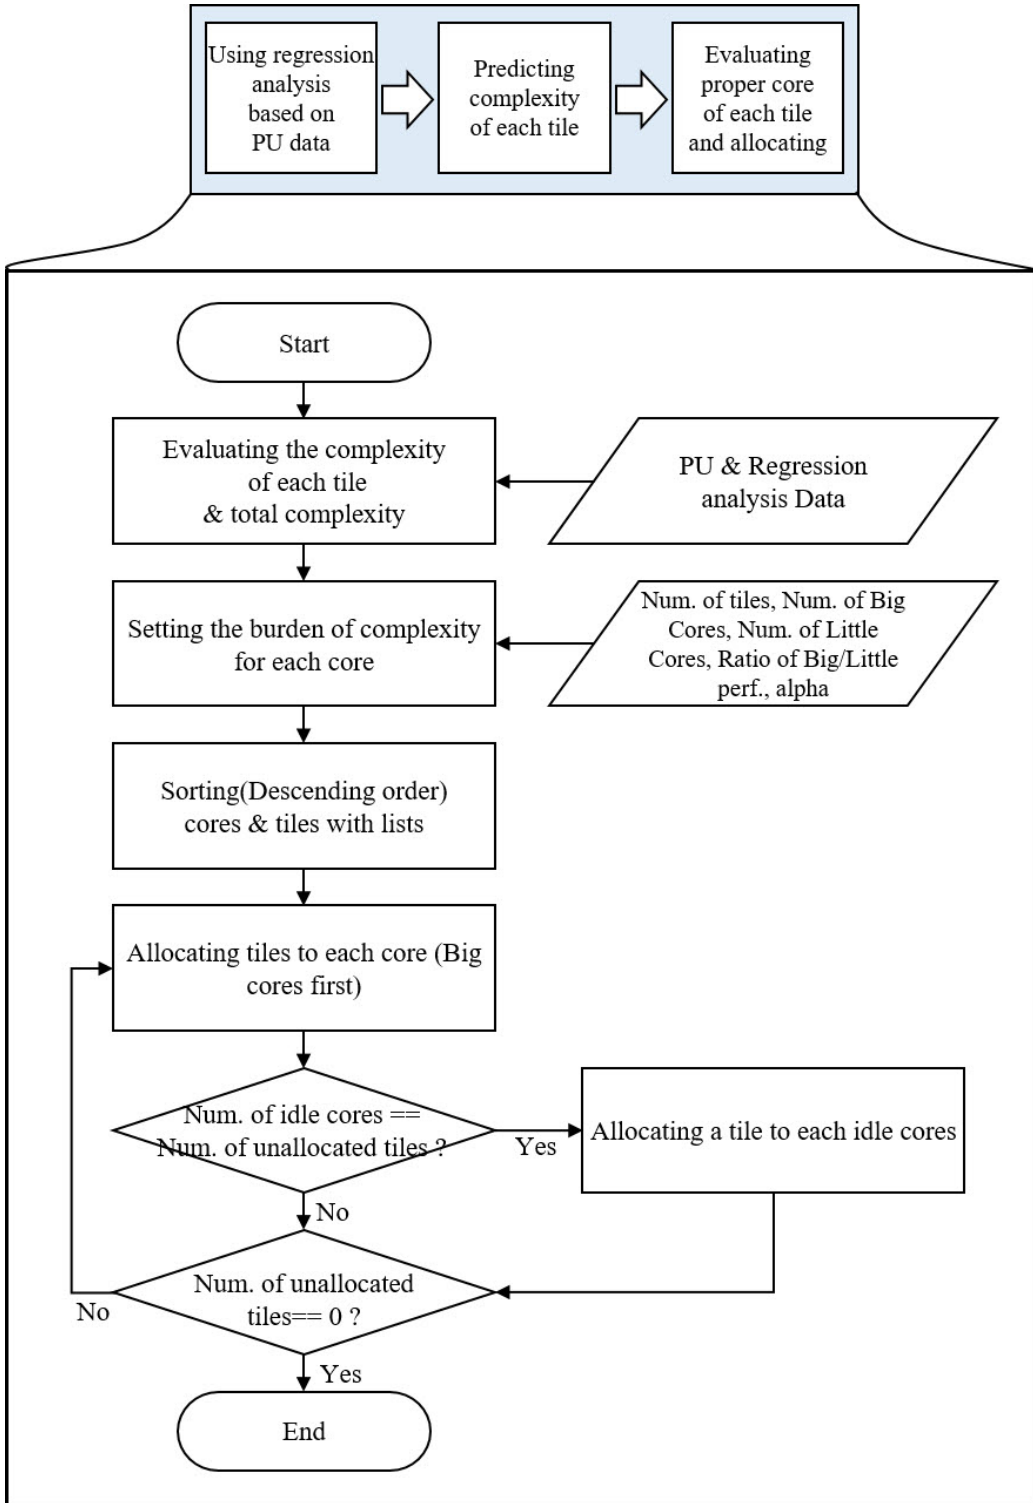 Using regression
analysis
based on
PU data
Predicting
complexity
of each tile
Evaluating
proper core
of each tile
and allocating
Start
Evaluating the complexity
of each tile
& total complexity
PU & Regression
analysis Data
Setting the burden of complexity
for each core
Num. of tiles, Num. of Big
Cores, Num. of Little
Cores, Ratio of Big/Little
perf., alpha
Sorting(Descending order)
cores & tiles with lists
Allocating tiles to each core (Big
cores first)
Num. of idle cores ==
Num. of unallocated tiles ?
Yes
Allocating a tile to each idle cores
No
Num. of unallocated
tiles== 0 ?
No
Yes
End